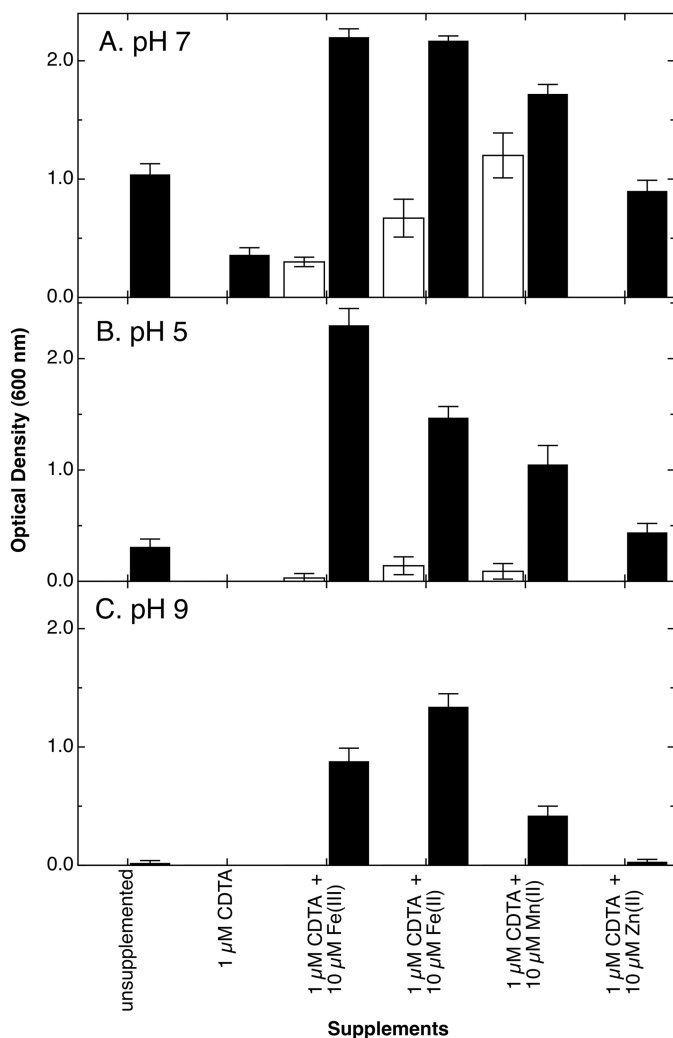 A. pH 7
2.0
1.0
0.0
B. pH 5
2.0
1.0
0.0
C. pH 9
2.0
1.0
0.0
Optical Density (600 nm)
unsupplemented
1 µM CDTA
1 µM CDTA +
10 µM Fe(III)
1 µM CDTA +
10 µM Fe(II)
1 µM CDTA +
10 µM Mn(II)
1 µM CDTA +
10 µM Zn(II)
Supplements